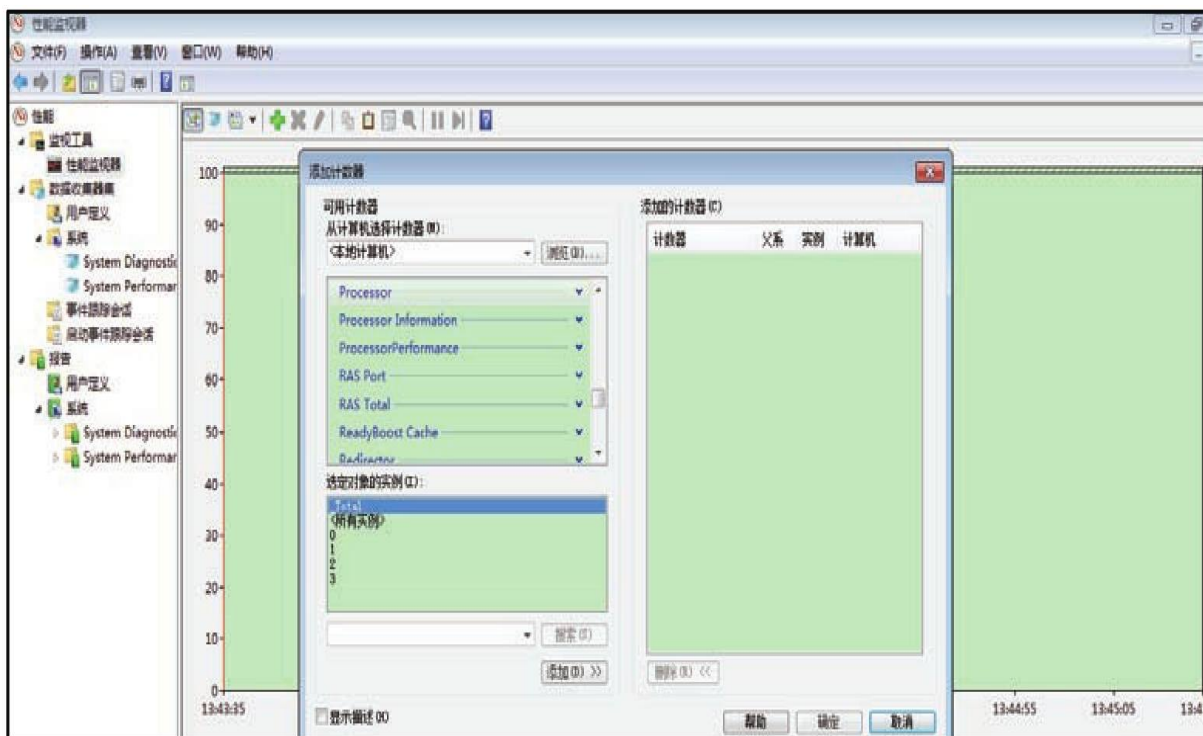 性能监视器
文件(F) 操作(A) 查看(V) 窗口(W) 帮助(H)
性能
监视工具
性能监视器
数据收集器集
用户定义
系统
System Diagnostic
System Performar
事件跟踪会话
启动事件跟踪会话
报告
用户定义
系统
System Diagnostic
System Performar
100
90
80
70
60
50
40
30
20
10
0
13:43:35
13:44:55
13:45:05
13:4
添加计数器
可用计数器
从计算机选择计数器(M):
<本地计算机>
浏览(B)...
Processor
Processor Information
ProcessorPerformance
RAS Port
RAS Total
ReadyBoost Cache
Redirector
选定对象的实例(I):
_Total
<所有实例>
0
1
2
3
搜索(S)
添加(D) >>
显示描述(X)
添加的计数器(C)
计数器 父系 实例 计算机
删除(R) <<
帮助
确定
取消